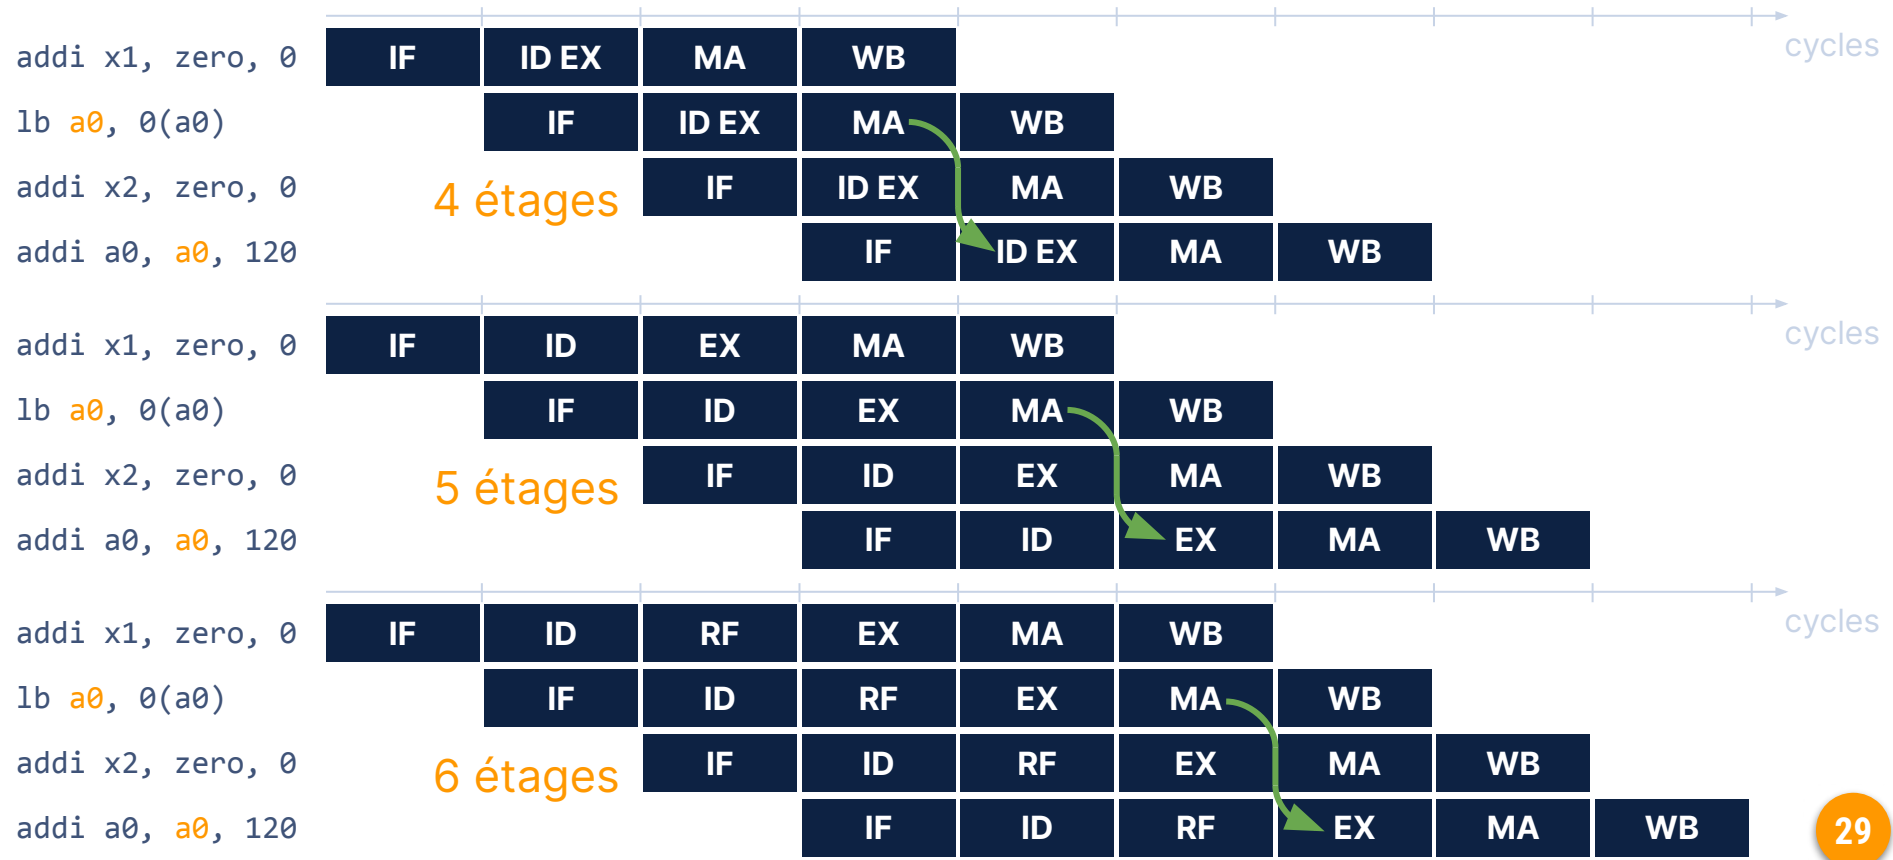 cycles
addi x1, zero, 0 IF ID EX MA WB
lb a0, 0(a0) IF ID EX MA WB
addi x2, zero, 0 4 étages IF ID EX MA WB
addi a0, a0, 120 IF ID EX MA WB
cycles
addi x1, zero, 0 IF ID EX MA WB
lb a0, 0(a0) IF ID EX MA WB
addi x2, zero, 0 5 étages IF ID EX MA WB
addi a0, a0, 120 IF ID EX MA WB
cycles
addi x1, zero, 0 IF ID RF EX MA WB
lb a0, 0(a0) IF ID RF EX MA WB
addi x2, zero, 0 6 étages IF ID RF EX MA WB
addi a0, a0, 120 IF ID RF EX MA WB
29